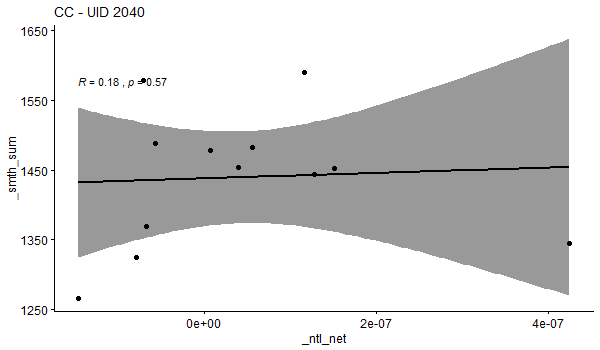 CC - UID 2040
1650
R = 0.18 , p = 0.57
1550
1450
1350
1250
_smth_sum
0e+00 2e-07 4e-07
_ntl_net